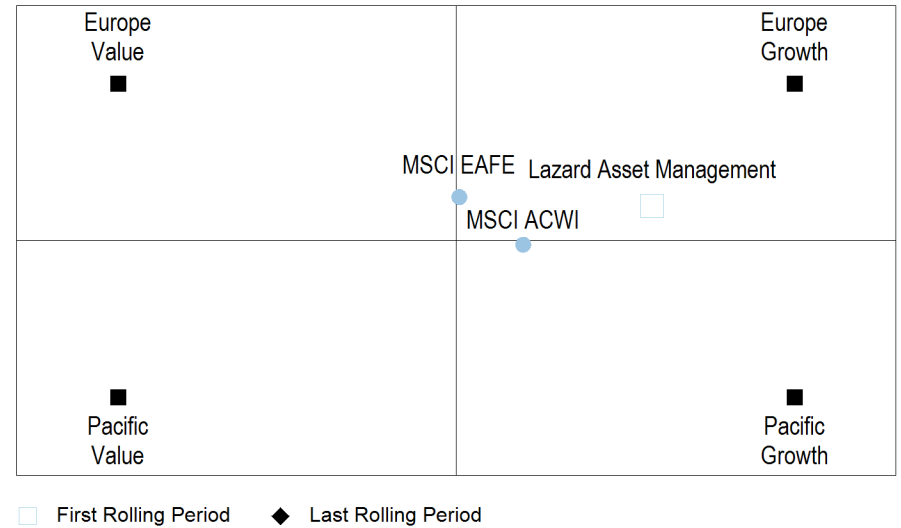 Europe
Value
Europe
Growth
MSCI EAFE
Lazard Asset Management
MSCI ACWI
Pacific
Value
Pacific
Growth
First Rolling Period
Last Rolling Period